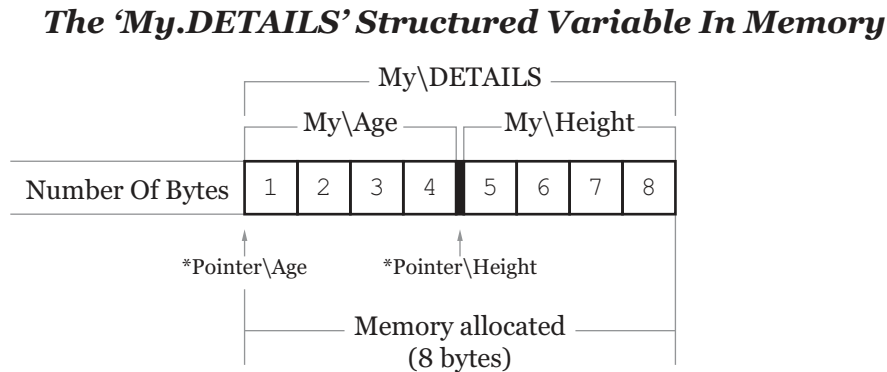 The ‘My.DETAILS’ Structured Variable In Memory
My\DETAILS
My\Age My\Height
Number Of Bytes 1 2 3 4 5 6 7 8
*Pointer\Age *Pointer\Height
Memory allocated
(8 bytes)